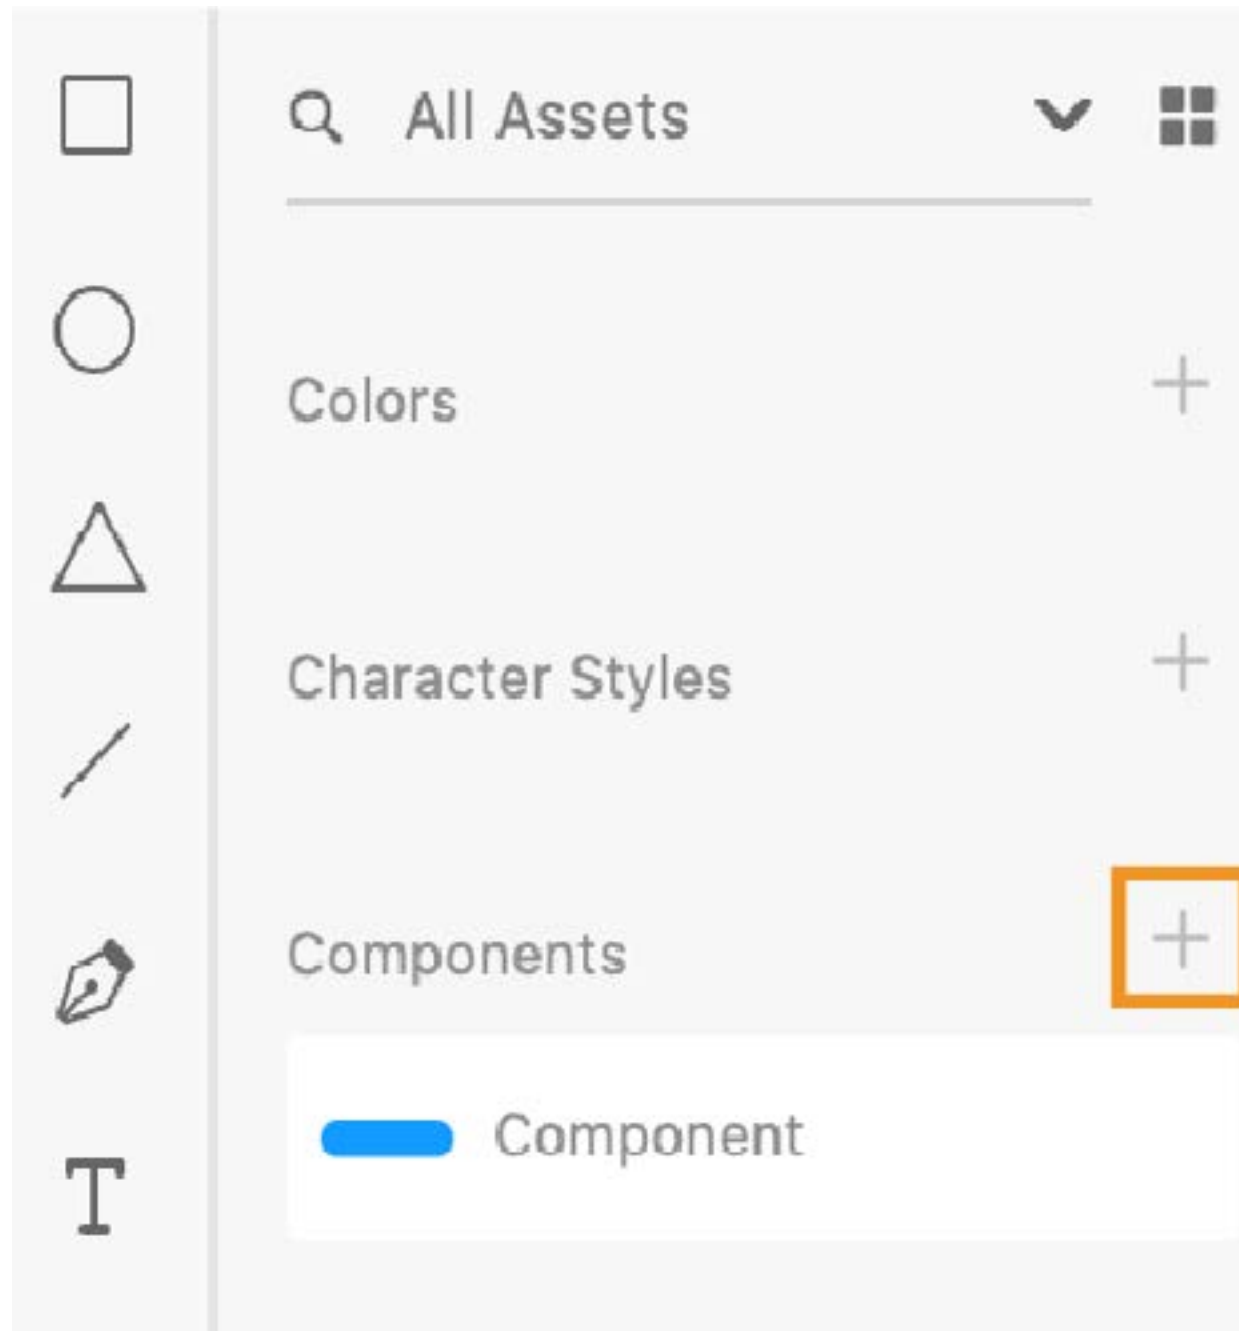 All Assets
Colors
Character Styles
Components
Component